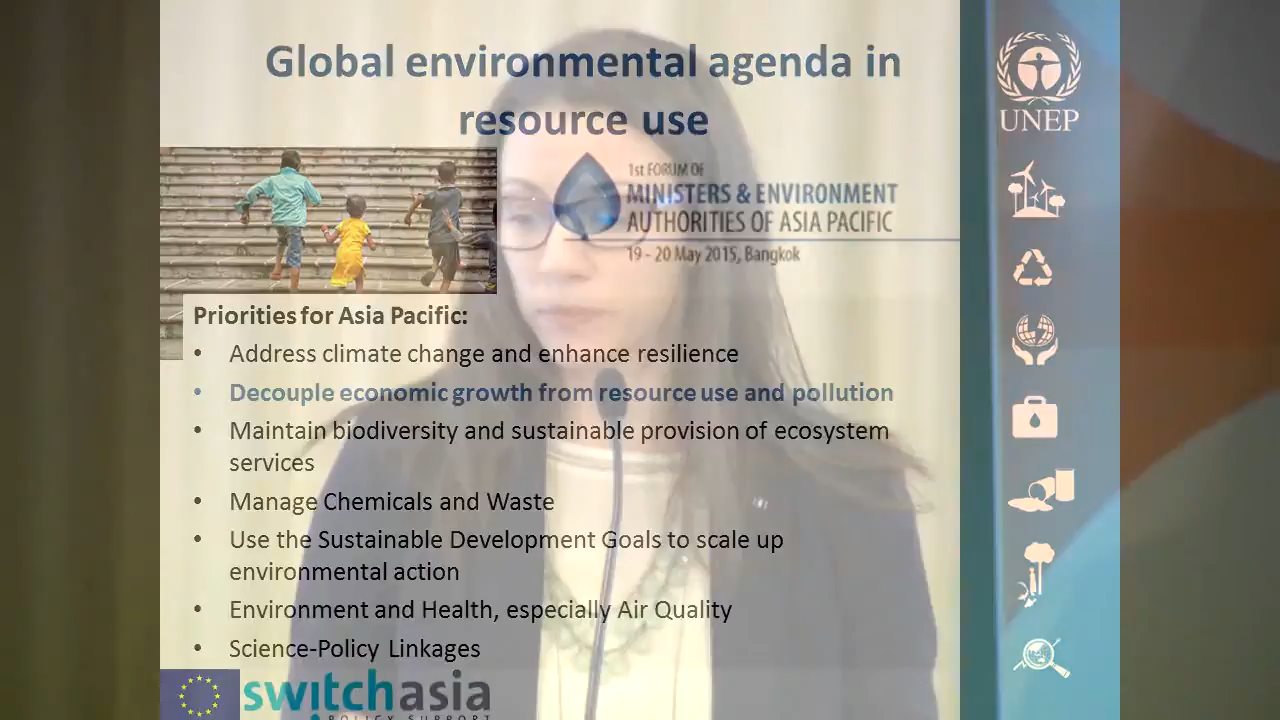 Global environmental agenda in
resource use
UNEP
1st FORUM OF
MINISTERS & ENVIRONMENT
AUTHORITIES OF ASIA PACIFIC
19 - 20 May 2015, Bangkok
Priorities for Asia Pacific:
• Address climate change and enhance resilience
• Decouple economic growth from resource use and pollution
• Maintain biodiversity and sustainable provision of ecosystem
services
• Manage Chemicals and Waste
• Use the Sustainable Development Goals to scale up
environmental action
• Environment and Health, especially Air Quality
• Science-Policy Linkages
switchasia
POLICY SUPPORT